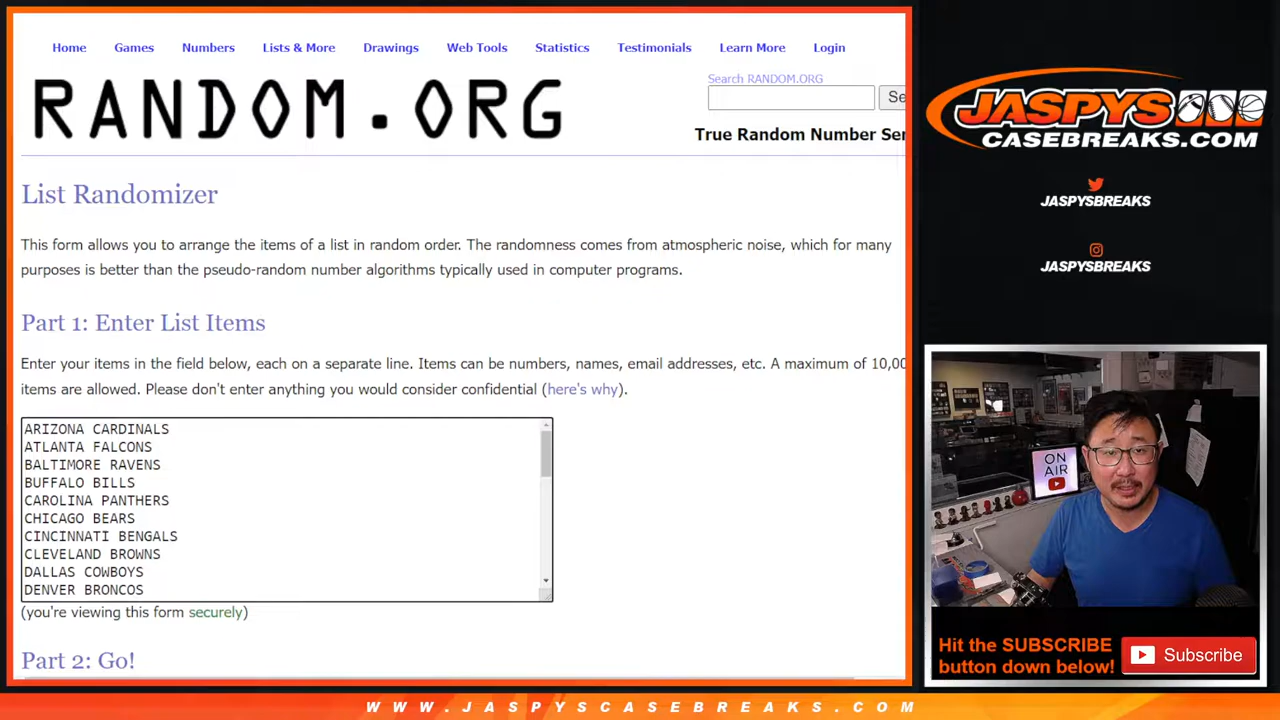 Home Games Numbers Lists & More Drawings Web Tools Statistics Testimonials Learn More Login
RANDOM.ORG
Search RANDOM.ORG
Se
True Random Number Ser
List Randomizer
This form allows you to arrange the items of a list in random order. The randomness comes from atmospheric noise, which for many
purposes is better than the pseudo-random number algorithms typically used in computer programs.
Part 1: Enter List Items
Enter your items in the field below, each on a separate line. Items can be numbers, names, email addresses, etc. A maximum of 10,00
items are allowed. Please don't enter anything you would consider confidential (here's why).
ARIZONA CARDINALS
ATLANTA FALCONS
BALTIMORE RAVENS
BUFFALO BILLS
CAROLINA PANTHERS
CHICAGO BEARS
CINCINNATI BENGALS
CLEVELAND BROWNS
DALLAS COWBOYS
DENVER BRONCOS
(you're viewing this form securely)
Part 2: Go!
JASPYS
CASEBREAKS.COM
JASPYSBREAKS
JASPYSBREAKS
ON
AIR
Hit the SUBSCRIBE
button down below!
Subscribe
WWW.JASPYSCASEBREAKS.COM